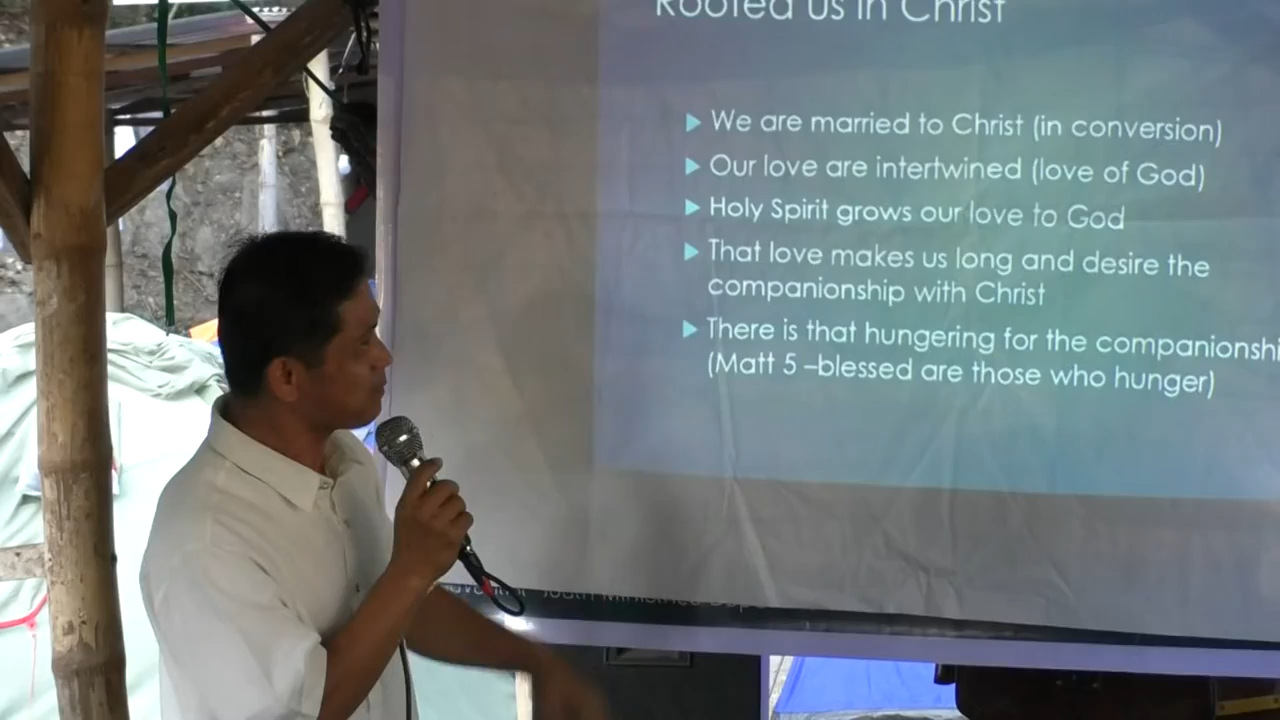 Rooted us in Christ
We are married to Christ (in conversion)
Our love are intertwined (love of God)
Holy Spirit grows our love to God
That love makes us long and desire the
companionship with Christ
There is that hungering for the companionshi
(Matt 5 –blessed are those who hunger)